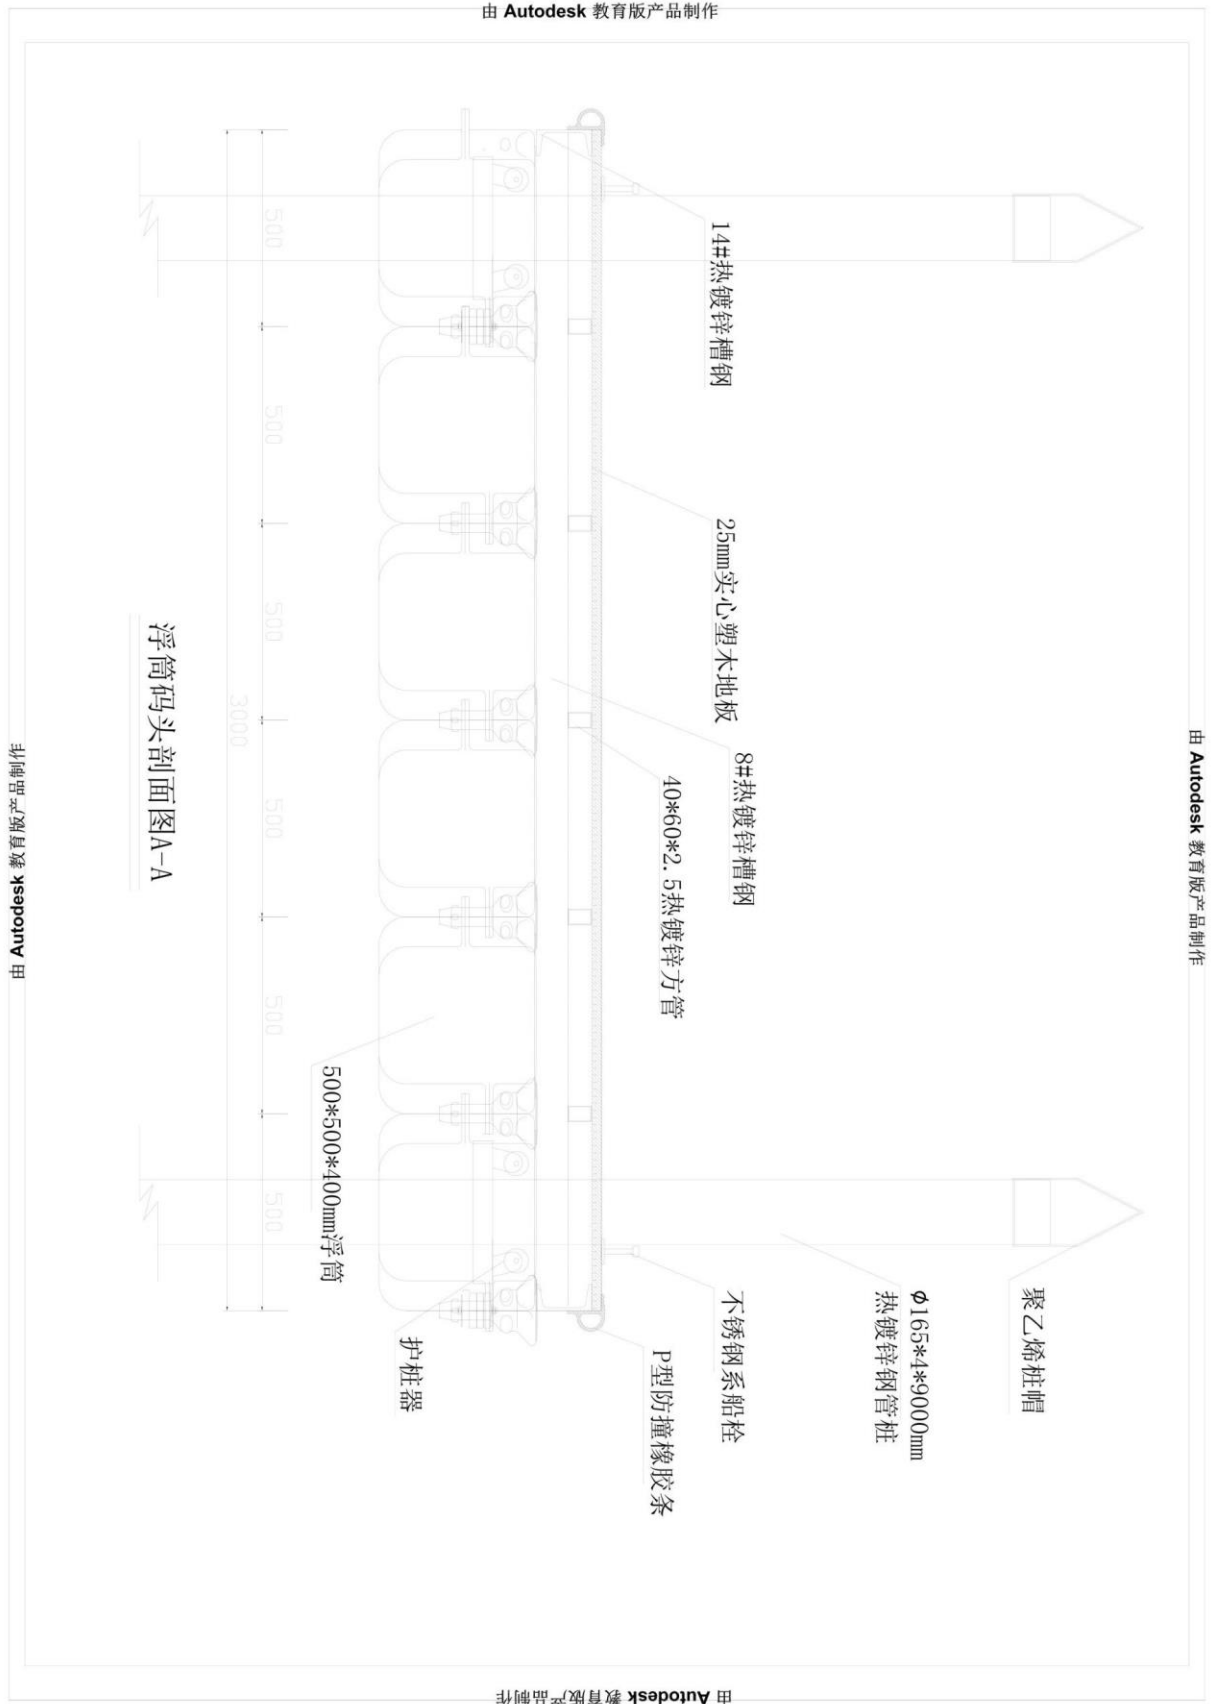 由 Autodesk 教育版产品制作
由 Autodesk 教育版产品制作
聚乙烯桩帽
Φ165*4*9000mm
热镀锌钢管桩
14#热镀锌槽钢
25mm实心塑木地板
8#热镀锌槽钢
40*60*2.5热镀锌方管
不锈钢系船栓
P型防撞橡胶条
护桩器
500*500*400mm浮筒
500
500
500
500
500
500
3000
浮筒码头剖面图A-A
由 Autodesk 教育版产品制作
由 Autodesk 教育版产品制作